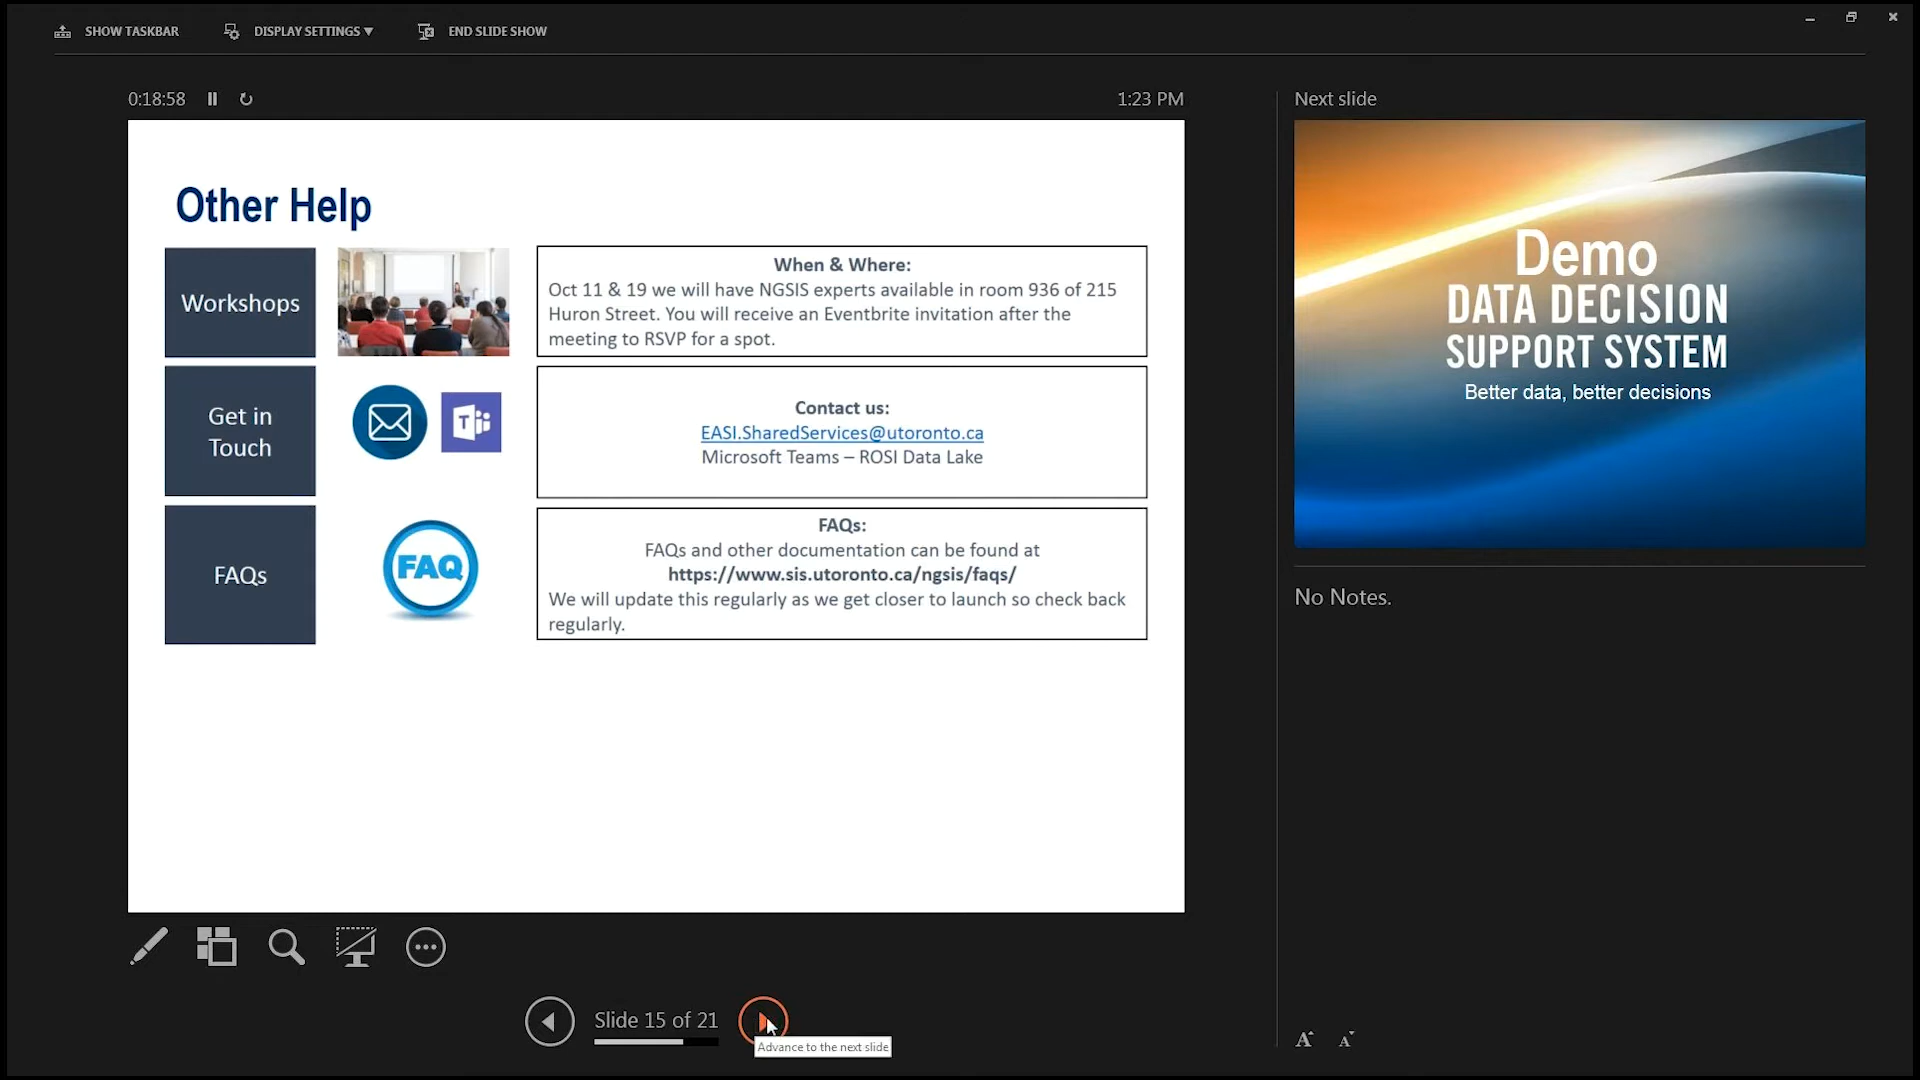 SHOW TASKBAR
DISPLAY SETTINGS ▾
END SLIDE SHOW
0:18:58
1:23 PM
Next slide
Other Help
Workshops
When & Where:
Oct 11 & 19 we will have NGSIS experts available in room 936 of 215
Huron Street. You will receive an Eventbrite invitation after the
meeting to RSVP for a spot.
Get in
Touch
T
Contact us:
EASI.SharedServices@utoronto.ca
Microsoft Teams – ROSI Data Lake
FAQs
FAQ
FAQs:
FAQs and other documentation can be found at
https://www.sis.utoronto.ca/ngsis/faqs/
We will update this regularly as we get closer to launch so check back
regularly.
Demo
DATA DECISION
SUPPORT SYSTEM
Better data, better decisions
No Notes.
Slide 15 of 21
Advance to the next slide
A A